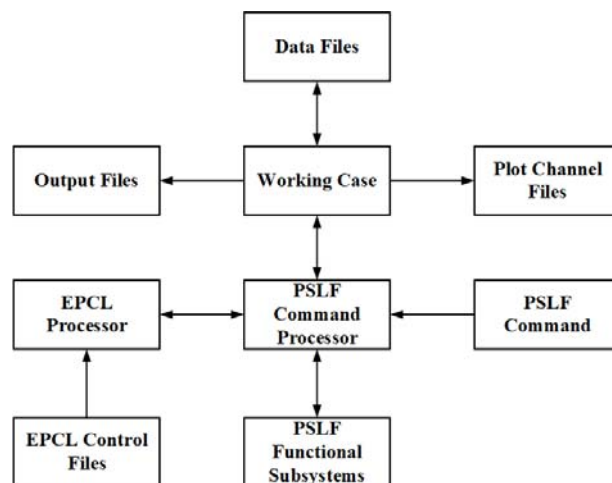 Data Files
Output Files
Working Case
Plot Channel
Files
EPCL
Processor
PSLF
Command
Processor
PSLF
Command
EPCL Control
Files
PSLF
Functional
Subsystems